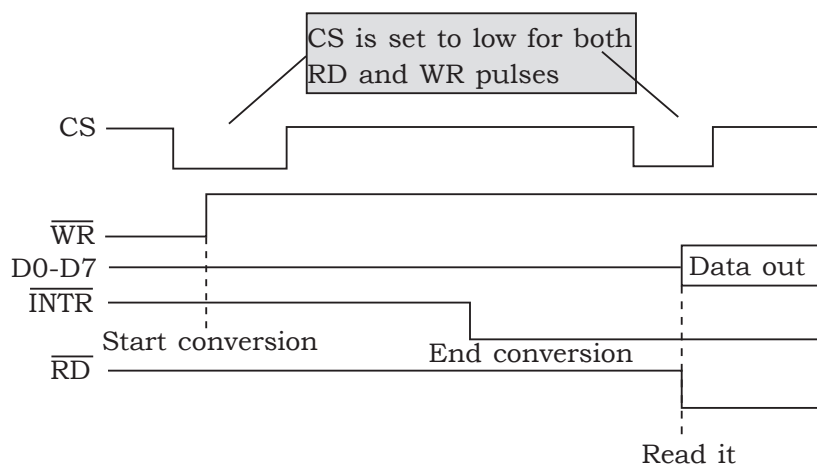 CS is set to low for both
RD and WR pulses
CS
WR
D0-D7
Data out
INTR
Start conversion
End conversion
RD
Read it